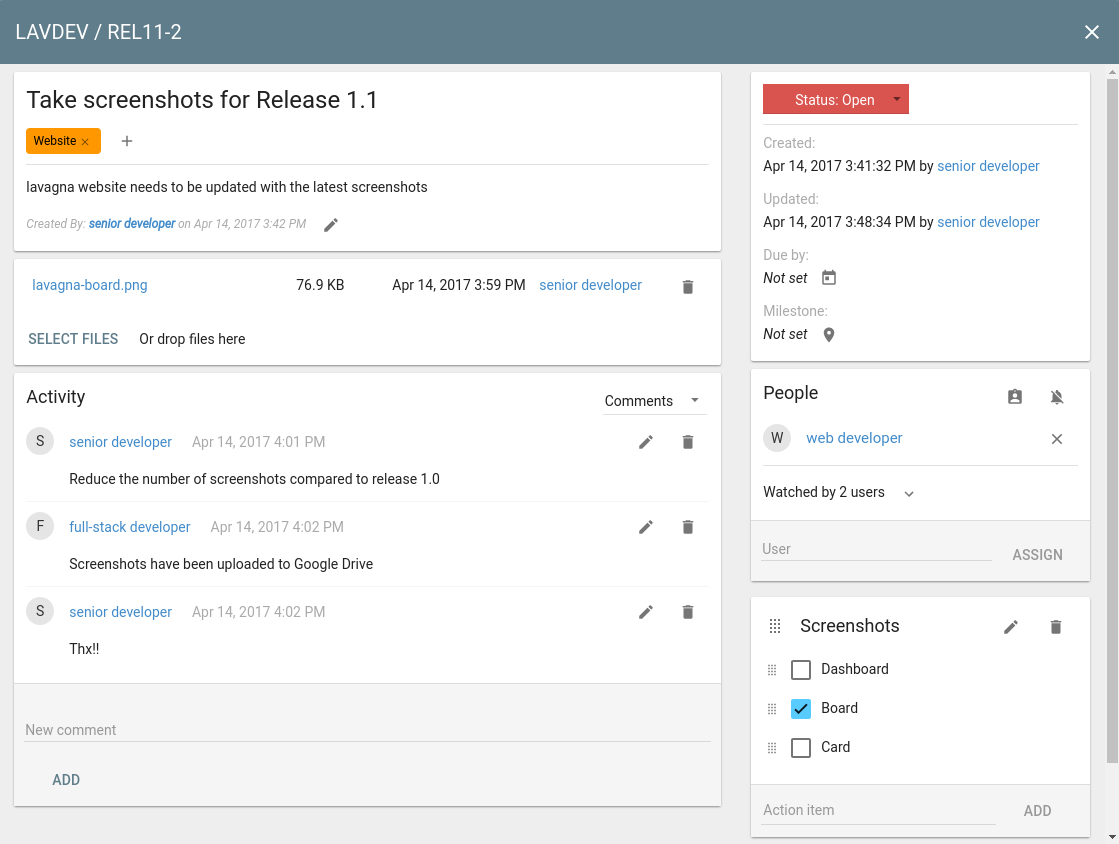 LAVDEV / REL11-2
Take screenshots for Release 1.1
Website
lavagna website needs to be updated with the latest screenshots
Created By: senior developer on Apr 14, 2017 3:42 PM
lavagna-board.png 76.9 KB Apr 14, 2017 3:59 PM senior developer
SELECT FILES Or drop files here
Activity
Comments
S senior developer Apr 14, 2017 4:01 PM
Reduce the number of screenshots compared to release 1.0
F full-stack developer Apr 14, 2017 4:02 PM
Screenshots have been uploaded to Google Drive
S senior developer Apr 14, 2017 4:02 PM
Thx!!
New comment
ADD
Status: Open
Created:
Apr 14, 2017 3:41:32 PM by senior developer
Updated:
Apr 14, 2017 3:48:34 PM by senior developer
Due by:
Not set
Milestone:
Not set
People
W web developer
Watched by 2 users
User ASSIGN
Screenshots
Dashboard
Board
Card
Action item ADD